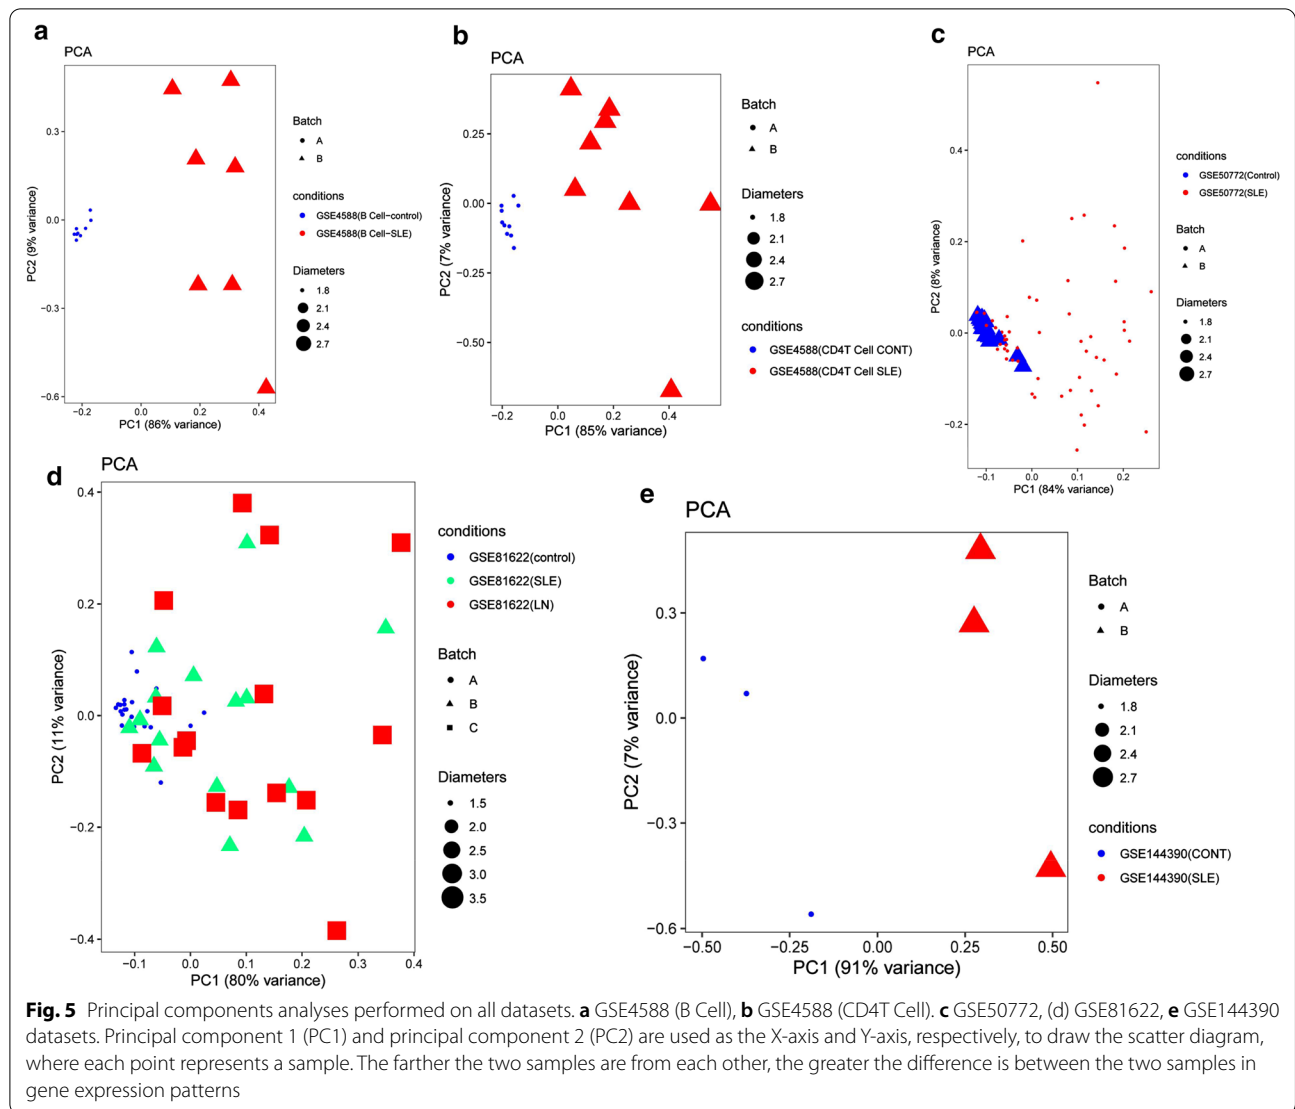 a
PCA
0.3
0.0
−0.3
−0.6
PC2 (9% variance)
−0.2
0.0
0.2
0.4
PC1 (86% variance)
Batch
A
B
conditions
GSE4588(B Cell−control)
GSE4588(B Cell−SLE)
Diameters
1.8
2.1
2.4
2.7
b
PCA
0.25
0.00
−0.25
−0.50
PC2 (7% variance)
−0.2
0.0
0.2
0.4
PC1 (85% variance)
Batch
A
B
Diameters
1.8
2.1
2.4
2.7
conditions
GSE4588(CD4T Cell CONT)
GSE4588(CD4T Cell SLE)
c
PCA
0.4
0.2
0.0
−0.2
PC2 (8% variance)
−0.1
0.0
0.1
0.2
PC1 (84% variance)
conditions
GSE50772(Control)
GSE50772(SLE)
Batch
A
B
Diameters
1.8
2.1
2.4
2.7
d
PCA
0.4
0.2
0.0
−0.2
−0.4
PC2 (11% variance)
−0.1
0.0
0.1
0.2
0.3
0.4
PC1 (80% variance)
conditions
GSE81622(control)
GSE81622(SLE)
GSE81622(LN)
Batch
A
B
C
Diameters
1.5
2.0
2.5
3.0
3.5
e
PCA
0.3
0.0
−0.3
−0.6
PC2 (7% variance)
−0.50
−0.25
0.00
0.25
0.50
PC1 (91% variance)
Batch
A
B
Diameters
1.8
2.1
2.4
2.7
conditions
GSE144390(CONT)
GSE144390(SLE)
Fig. 5 Principal components analyses performed on all datasets. a GSE4588 (B Cell), b GSE4588 (CD4T Cell). c GSE50772, (d) GSE81622, e GSE144390
datasets. Principal component 1 (PC1) and principal component 2 (PC2) are used as the X-axis and Y-axis, respectively, to draw the scatter diagram,
where each point represents a sample. The farther the two samples are from each other, the greater the difference is between the two samples in
gene expression patterns